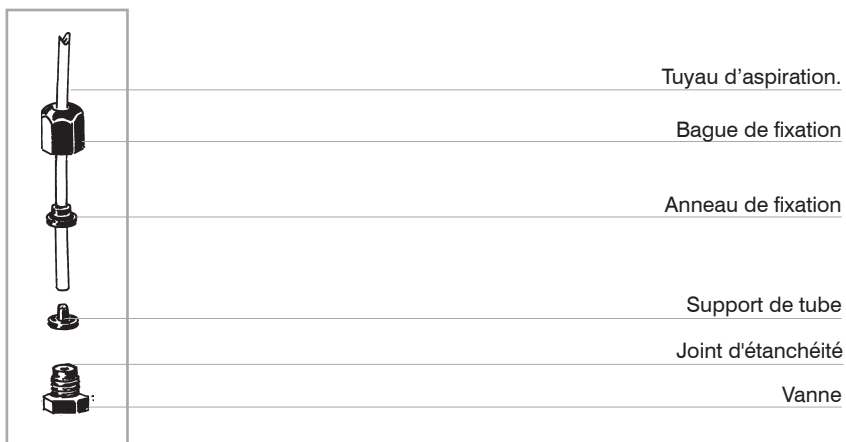 Tuyau d’aspiration.
Bague de fixation
Anneau de fixation
Support de tube
Joint d'étanchéité
Vanne